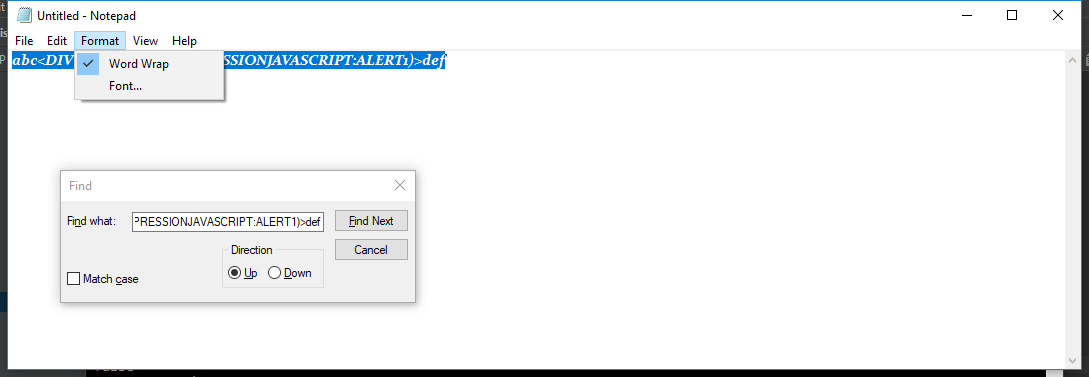 Untitled - Notepad
File Edit Format View Help
abc<DIV SSIONJAVASCRIPT:ALERT1)>def
Word Wrap
Font...
Find
Find what: PRESSIONJAVASCRIPT:ALERT1)>def Find Next
Direction Cancel
Up Down
Match case